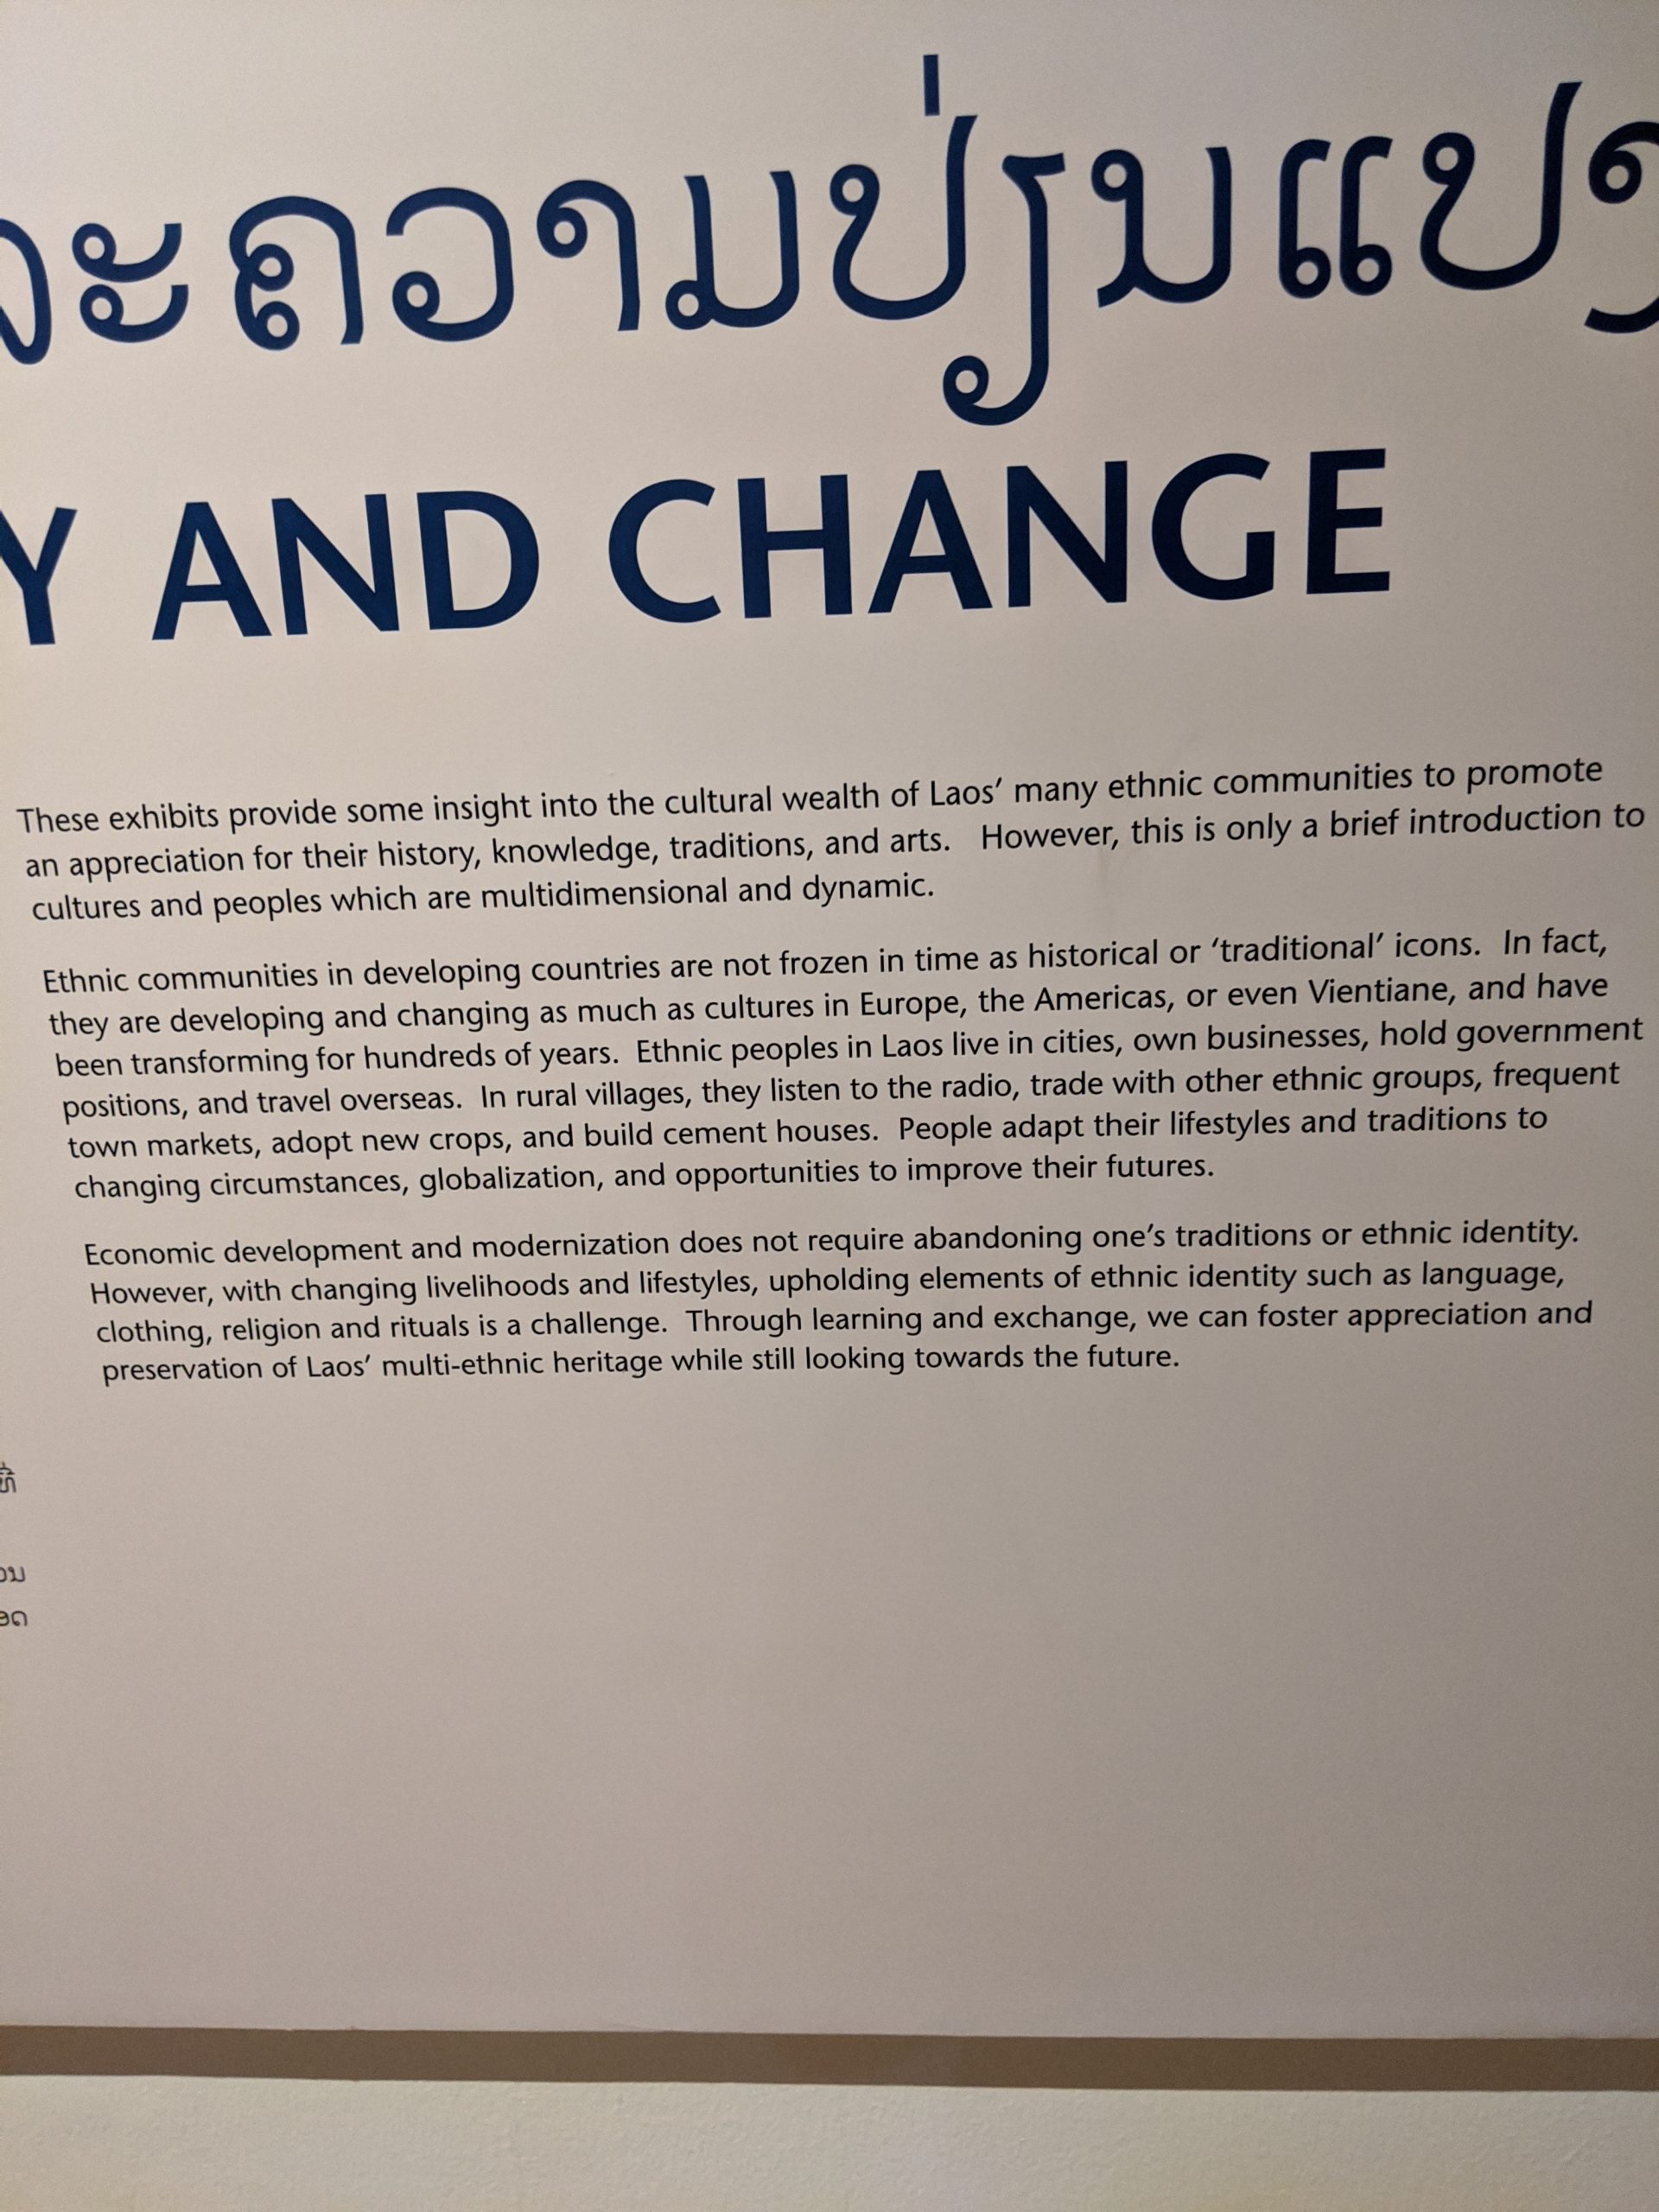 ຄວາມປ່ຽນແປງ
Y AND CHANGE
These exhibits provide some insight into the cultural wealth of Laos’ many ethnic communities to promote
an appreciation for their history, knowledge, traditions, and arts. However, this is only a brief introduction to
cultures and peoples which are multidimensional and dynamic.
Ethnic communities in developing countries are not frozen in time as historical or ‘traditional’ icons. In fact,
they are developing and changing as much as cultures in Europe, the Americas, or even Vientiane, and have
been transforming for hundreds of years. Ethnic peoples in Laos live in cities, own businesses, hold government
positions, and travel overseas. In rural villages, they listen to the radio, trade with other ethnic groups, frequent
town markets, adopt new crops, and build cement houses. People adapt their lifestyles and traditions to
changing circumstances, globalization, and opportunities to improve their futures.
Economic development and modernization does not require abandoning one’s traditions or ethnic identity.
However, with changing livelihoods and lifestyles, upholding elements of ethnic identity such as language,
clothing, religion and rituals is a challenge. Through learning and exchange, we can foster appreciation and
preservation of Laos’ multi-ethnic heritage while still looking towards the future.